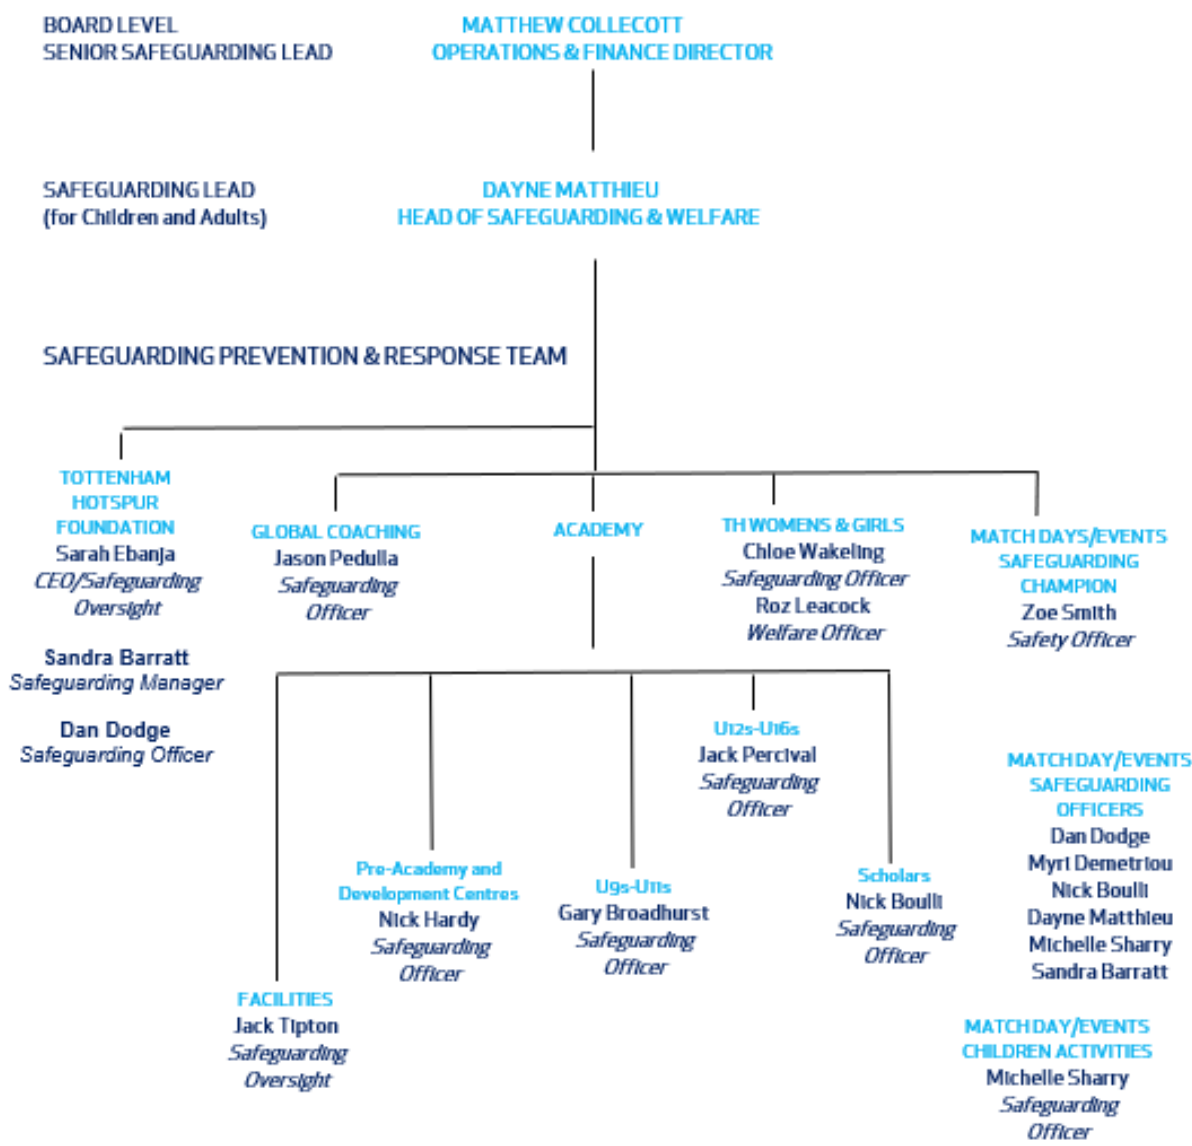 BOARD LEVEL
SENIOR SAFEGUARDING LEAD
MATTHEW COLLECOTT
OPERATIONS & FINANCE DIRECTOR
SAFEGUARDING LEAD
(for Children and Adults)
DAYNE MATTHIEU
HEAD OF SAFEGUARDING & WELFARE
SAFEGUARDING PREVENTION & RESPONSE TEAM
TOTTENHAM
HOTSPUR
FOUNDATION
Sarah Ebanja
CEO/Safeguarding
Oversight
Sandra Barratt
Safeguarding Manager
Dan Dodge
Safeguarding Officer
GLOBAL COACHING
Jason Pedulla
Safeguarding
Officer
ACADEMY
TH WOMENS & GIRLS
Chloe Wakeling
Safeguarding Officer
Roz Leacock
Welfare Officer
MATCH DAYS/EVENTS
SAFEGUARDING
CHAMPION
Zoe Smith
Safety Officer
FACILITIES
Jack Tipton
Safeguarding
Oversight
Pre-Academy and
Development Centres
Nick Hardy
Safeguarding
Officer
U9s-U11s
Gary Broadhurst
Safeguarding
Officer
U12s-U16s
Jack Percival
Safeguarding
Officer
Scholars
Nick Boulli
Safeguarding
Officer
MATCH DAY/EVENTS
SAFEGUARDING
OFFICERS
Dan Dodge
Myri Demetriou
Nick Boulli
Dayne Matthieu
Michelle Sharry
Sandra Barratt
MATCH DAY/EVENTS
CHILDREN ACTIVITIES
Michelle Sharry
Safeguarding
Officer